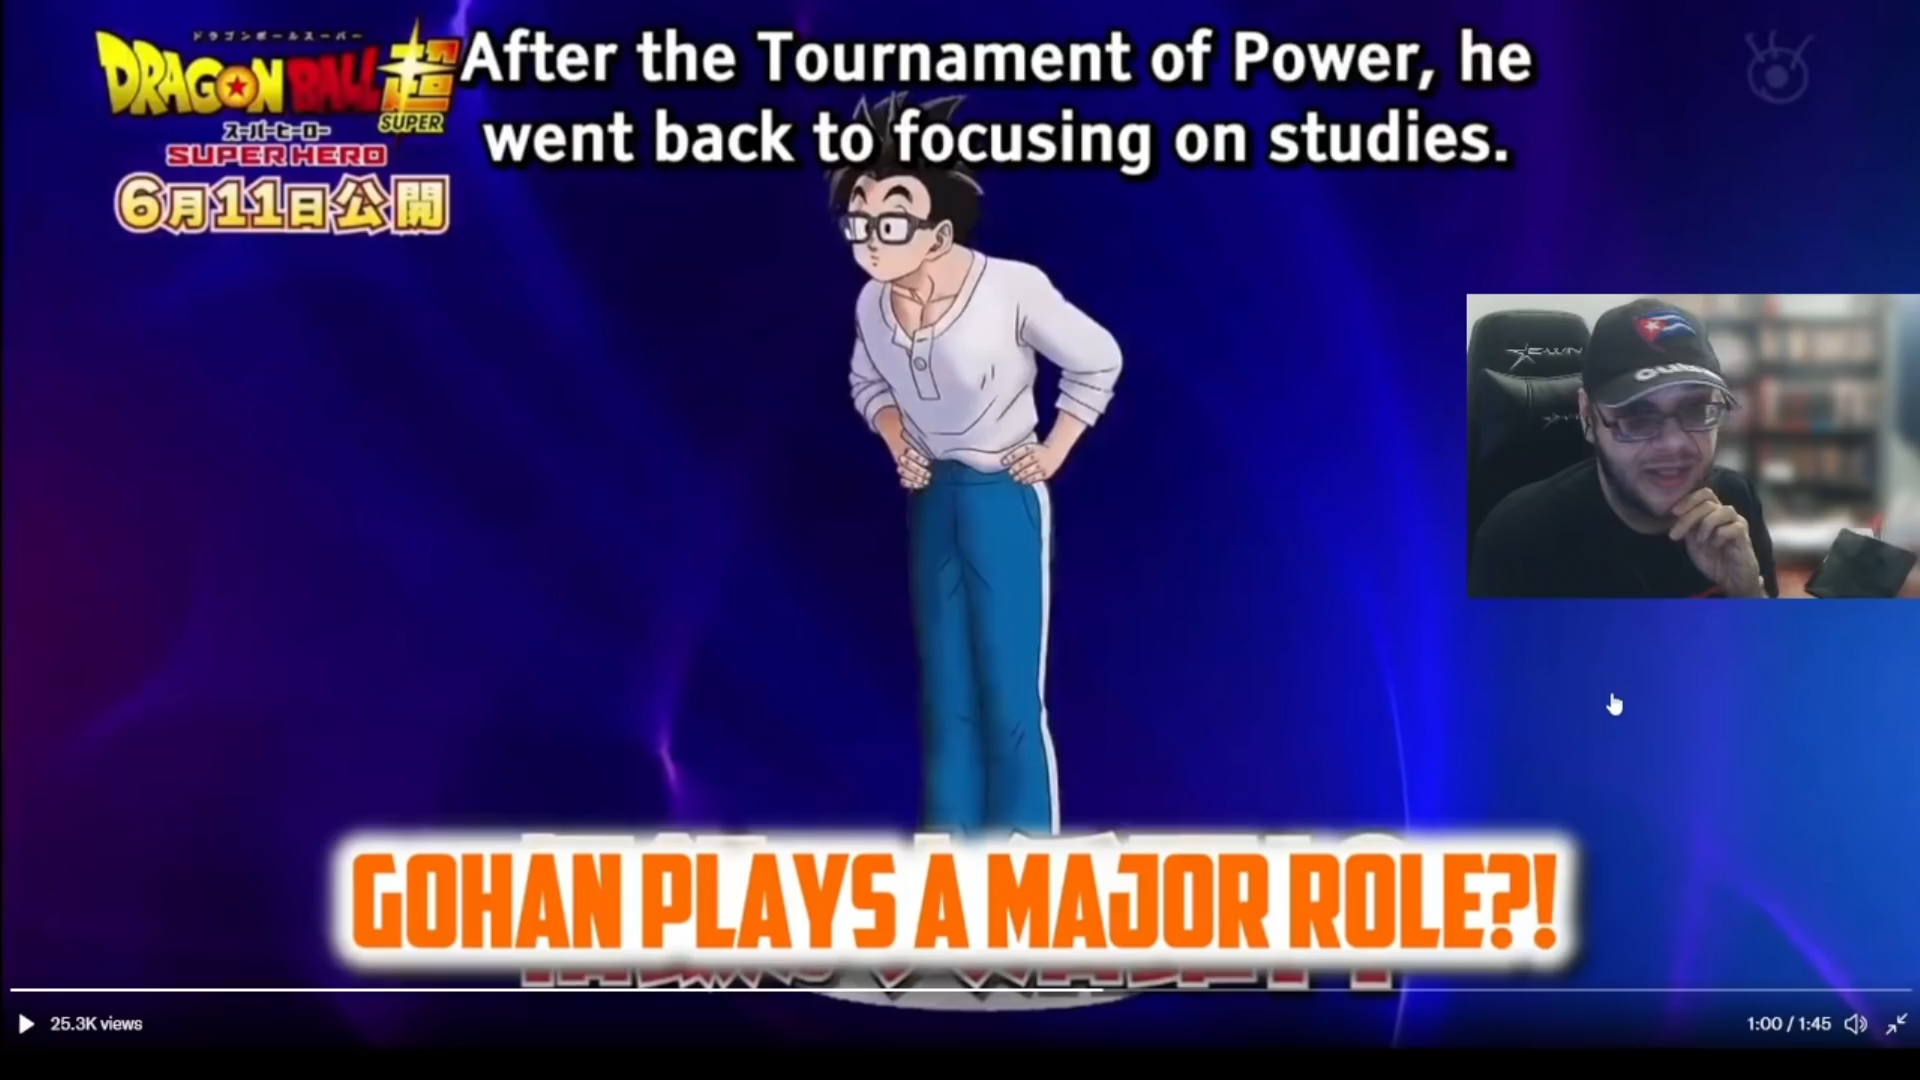 ドラゴンボールスーパー
DRAGON BALL 超
SUPER
スーパーヒーロー
SUPER HERO
6月11日公開
After the Tournament of Power, he
went back to focusing on studies.
GOHAN PLAYS A MAJOR ROLE?!
25.3K views
1:00 / 1:45